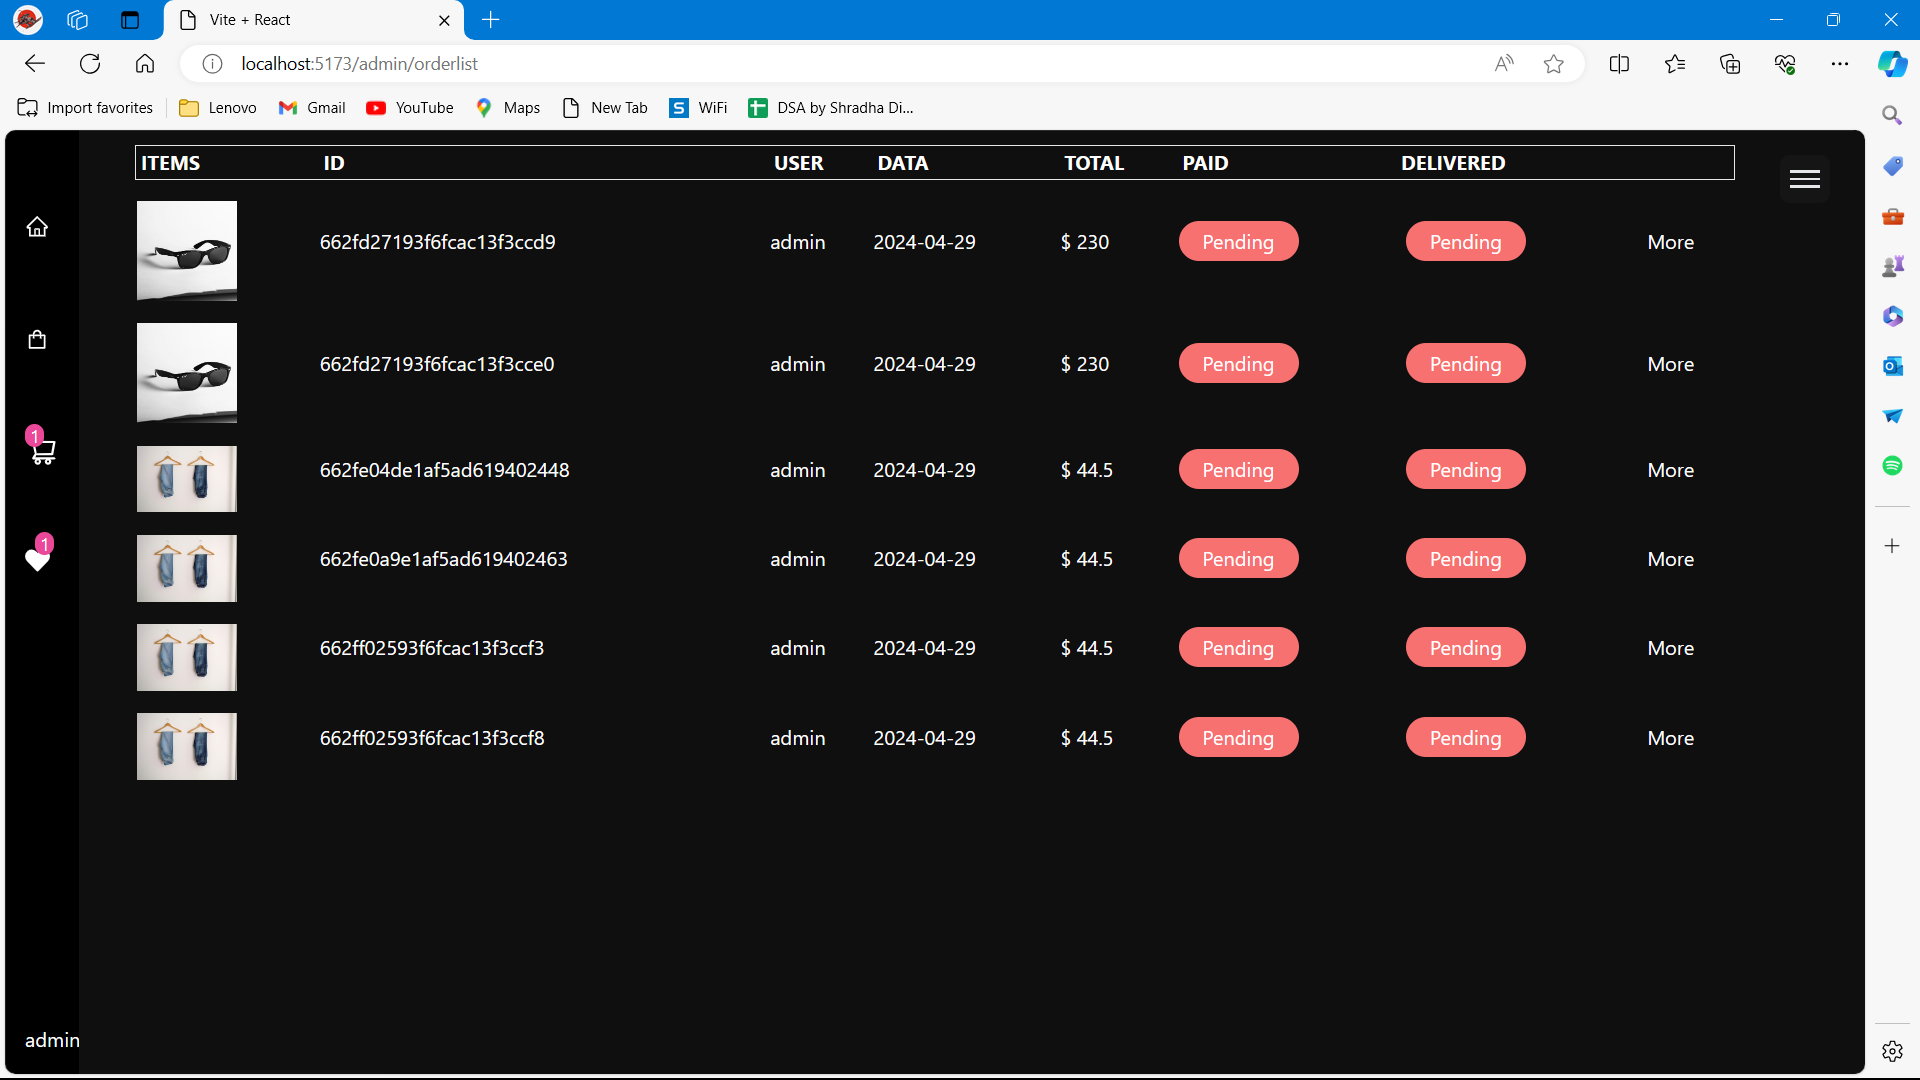 Vite + React
localhost:5173/admin/orderlist
Import favorites Lenovo Gmail YouTube Maps New Tab S WiFi DSA by Shradha Di...
ITEMS ID USER DATA TOTAL PAID DELIVERED
662fd27193f6fcac13f3ccd9 admin 2024-04-29 $ 230 Pending Pending More
662fd27193f6fcac13f3cce0 admin 2024-04-29 $ 230 Pending Pending More
1
662fe04de1af5ad619402448 admin 2024-04-29 $ 44.5 Pending Pending More
1
662fe0a9e1af5ad619402463 admin 2024-04-29 $ 44.5 Pending Pending More
662ff02593f6fcac13f3ccf3 admin 2024-04-29 $ 44.5 Pending Pending More
662ff02593f6fcac13f3ccf8 admin 2024-04-29 $ 44.5 Pending Pending More
admin